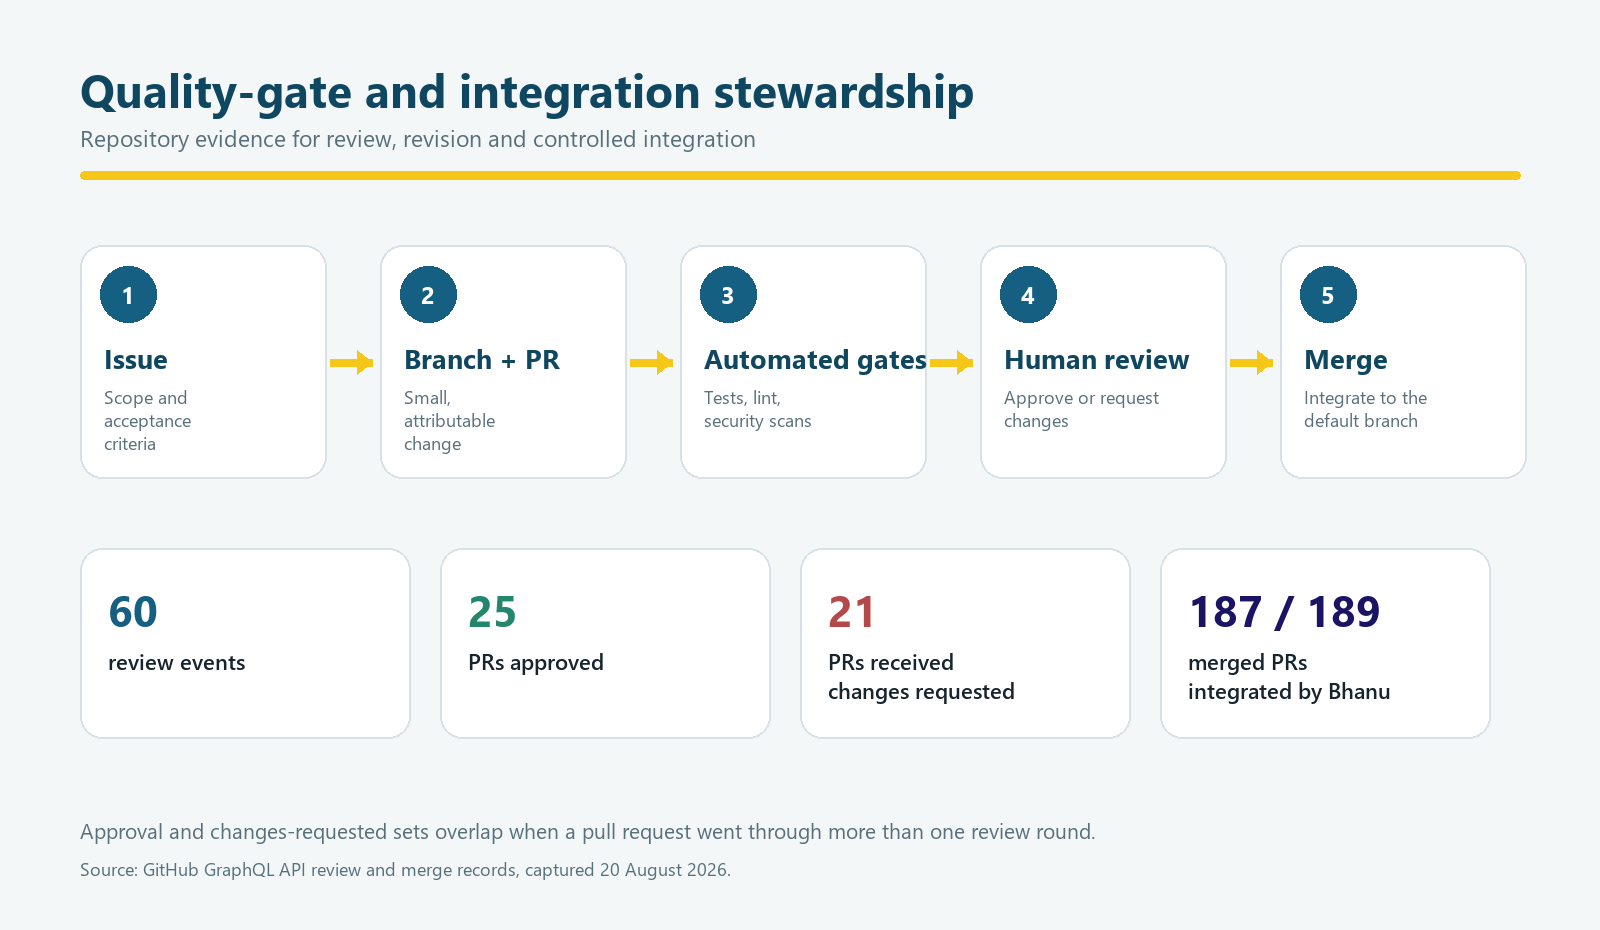 Quality-gate and integration stewardship
Repository evidence for review, revision and controlled integration
1
Issue
Scope and
acceptance
criteria
2
Branch + PR
Small,
attributable
change
3
Automated gates
Tests, lint,
security scans
4
Human review
Approve or request
changes
5
Merge
Integrate to the
default branch
60
review events
25
PRs approved
21
PRs received
changes requested
187 / 189
merged PRs
integrated by Bhanu
Approval and changes-requested sets overlap when a pull request went through more than one review round.
Source: GitHub GraphQL API review and merge records, captured 20 August 2026.